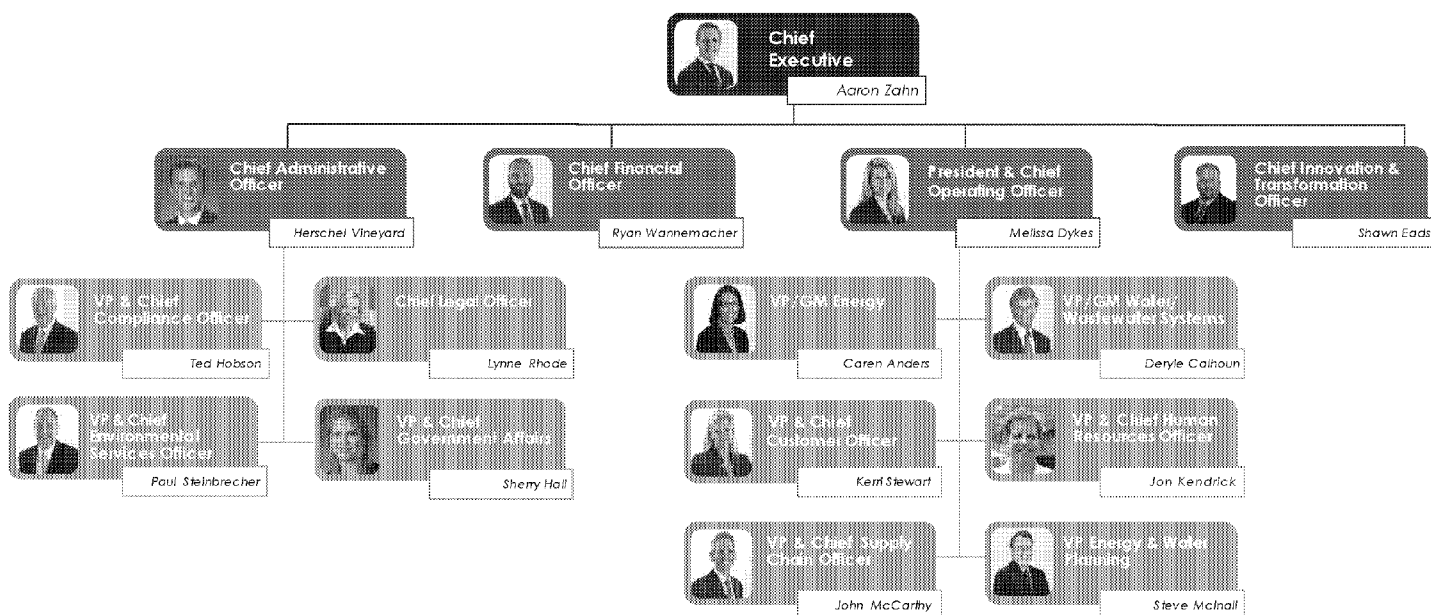 Chief
Executive
Aaron Zahn
Chief Administrative
Officer
Herschel Vineyard
Chief Financial
Officer
Ryan Wannemacher
President & Chief
Operating Officer
Melissa Dykes
Chief Innovation &
Transformation
Officer
Shawn Eads
VP & Chief
Compliance Officer
Ted Hobson
Chief Legal Officer
Lynne Rhode
VP/GM Energy
Caren Anders
VP/GM Water/
Wastewater Systems
Deryle Calhoun
VP & Chief
Environmental
Services Officer
Paul Steinbrecher
VP & Chief
Government Affairs
Sherry Hall
VP & Chief
Customer Officer
Kerri Stewart
VP & Chief Human
Resources Officer
Jon Kendrick
VP & Chief Supply
Chain Officer
John McCarthy
VP Energy & Water
Planning
Steve McInall